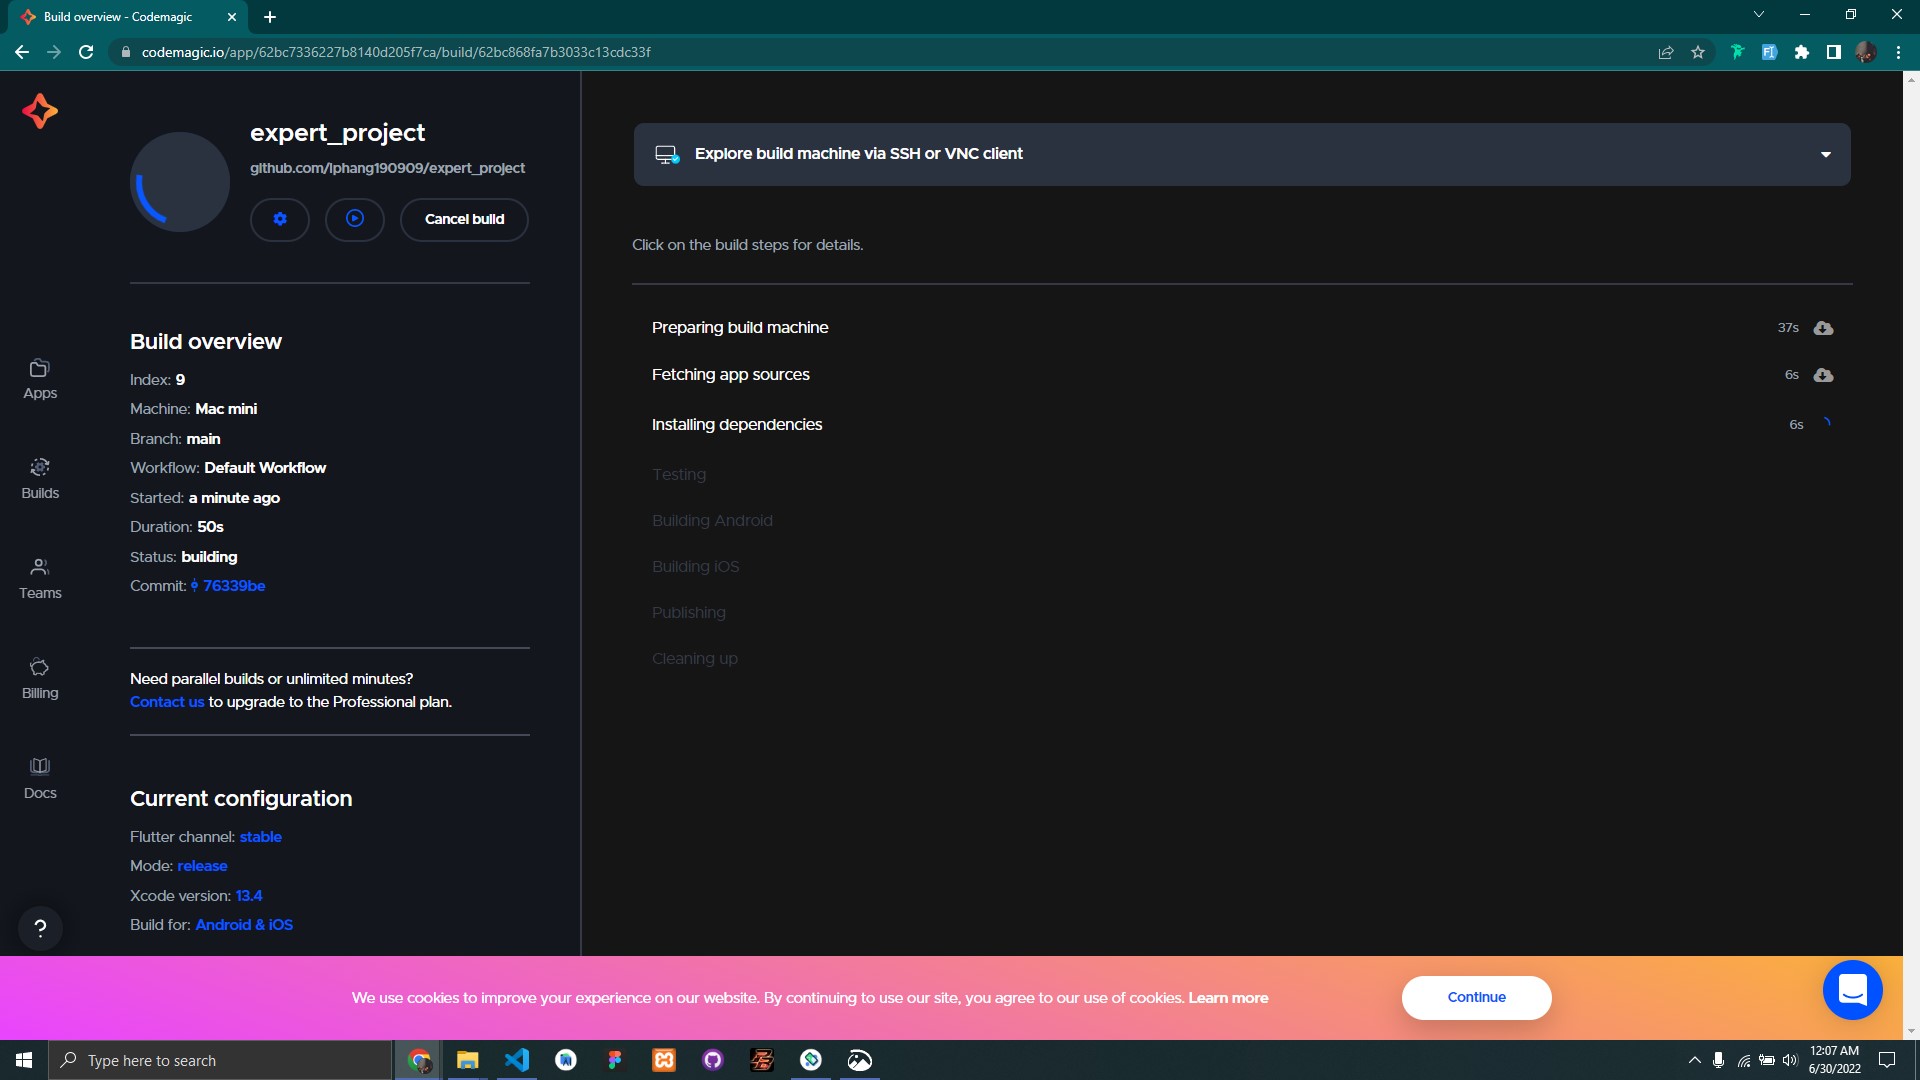 Build overview - Codemagic
codemagic.io/app/62bc7336227b8140d205f7ca/build/62bc868fa7b3033c13cdc33f
expert_project
github.com/lphang190909/expert_project
Cancel build
Build overview
Index: 9
Machine: Mac mini
Branch: main
Workflow: Default Workflow
Started: a minute ago
Duration: 50s
Status: building
Commit: 76339be
Need parallel builds or unlimited minutes?
Contact us to upgrade to the Professional plan.
Current configuration
Flutter channel: stable
Mode: release
Xcode version: 13.4
Build for: Android & iOS
Apps
Builds
Teams
Billing
Docs
?
Explore build machine via SSH or VNC client
Click on the build steps for details.
Preparing build machine 37s
Fetching app sources 6s
Installing dependencies 6s
Testing
Building Android
Building iOS
Publishing
Cleaning up
We use cookies to improve your experience on our website. By continuing to use our site, you agree to our use of cookies. Learn more
Continue
Type here to search
12:07 AM
6/30/2022